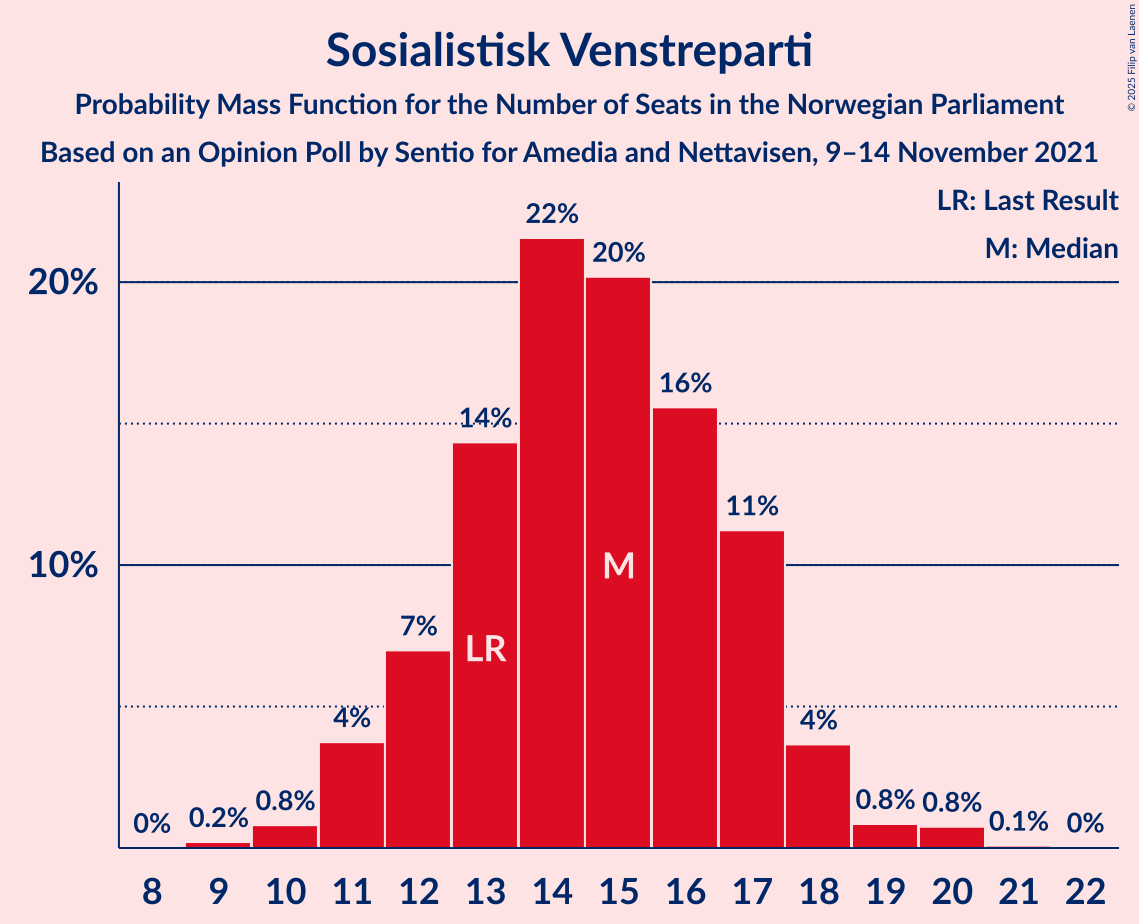 Sosialistisk Venstreparti
Probability Mass Function for the Number of Seats in the Norwegian Parliament
Based on an Opinion Poll by Sentio for Amedia and Nettavisen, 9–14 November 2021
© 2025 Filip van Laenen
LR: Last Result
M: Median
20%
10%
0%
0.2%
0.8%
4%
7%
14%
22%
20%
16%
11%
4%
0.8%
0.8%
0.1%
0%
LR
M
8 9 10 11 12 13 14 15 16 17 18 19 20 21 22